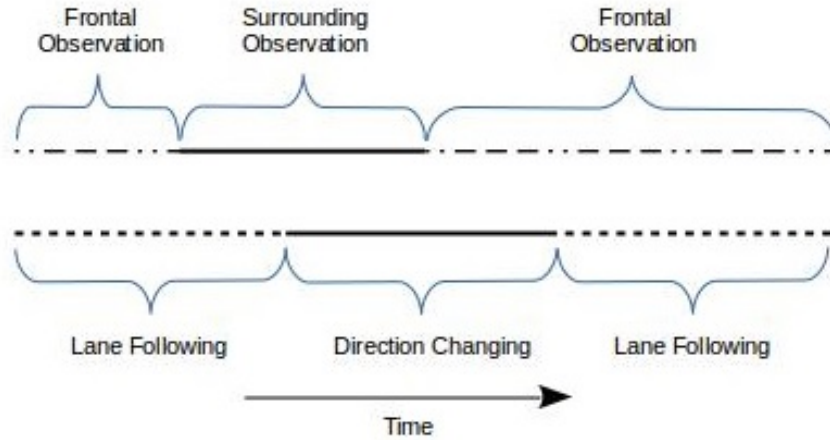 Frontal
Observation
Surrounding
Observation
Frontal
Observation
Lane Following
Direction Changing
Lane Following
Time